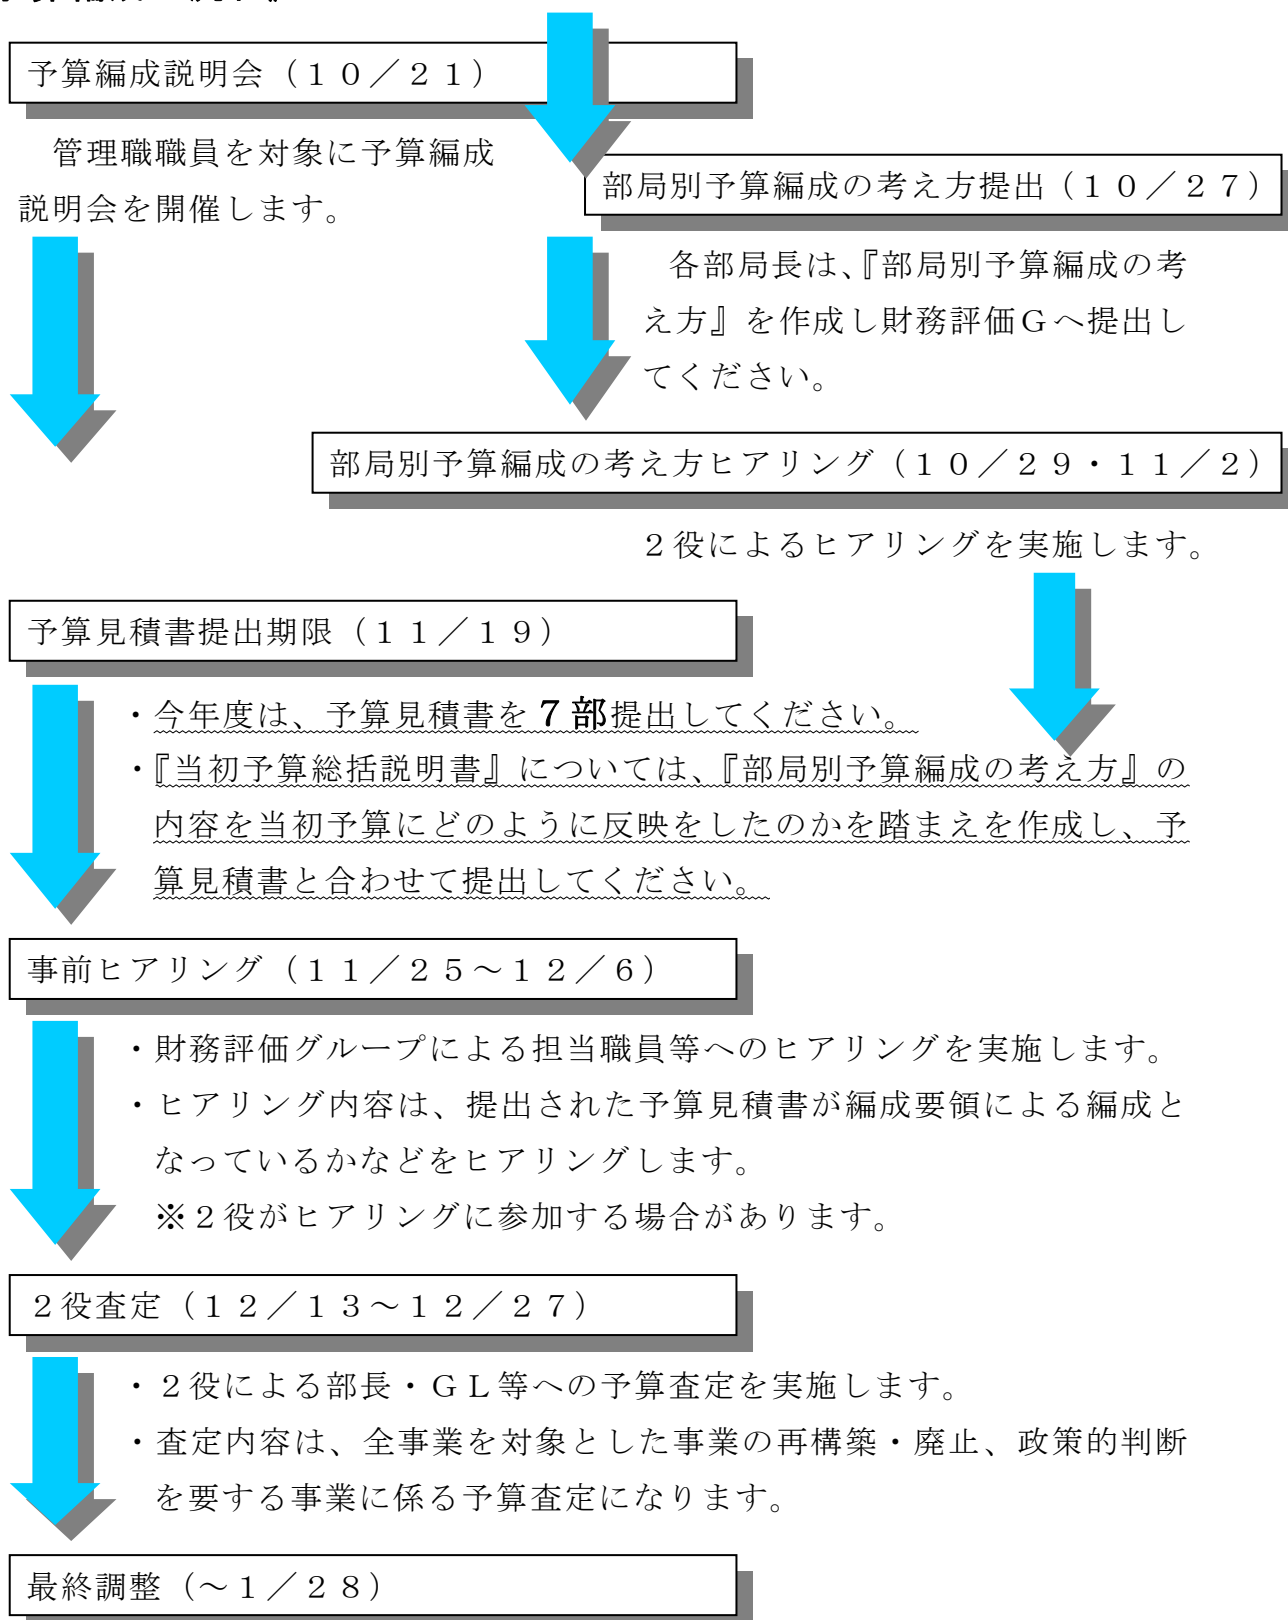 予算編成説明会（１０／２１）
管理職職員を対象に予算編成
説明会を開催します。
部局別予算編成の考え方提出（１０／２７）
各部局長は、『部局別予算編成の考
え方』を作成し財務評価Ｇへ提出し
てください。
部局別予算編成の考え方ヒアリング（１０／２９・１１／２）
２役によるヒアリングを実施します。
予算見積書提出期限（１１／１９）
・今年度は、予算見積書を７部提出してください。
・『当初予算総括説明書』については、『部局別予算編成の考え方』の
内容を当初予算にどのように反映をしたのかを踏まえを作成し、予
算見積書と合わせて提出してください。
事前ヒアリング（１１／２５～１２／６）
・財務評価グループによる担当職員等へのヒアリングを実施します。
・ヒアリング内容は、提出された予算見積書が編成要領による編成と
なっているかなどをヒアリングします。
※２役がヒアリングに参加する場合があります。
２役査定（１２／１３～１２／２７）
・２役による部長・ＧＬ等への予算査定を実施します。
・査定内容は、全事業を対象とした事業の再構築・廃止、政策的判断
を要する事業に係る予算査定になります。
最終調整（～１／２８）